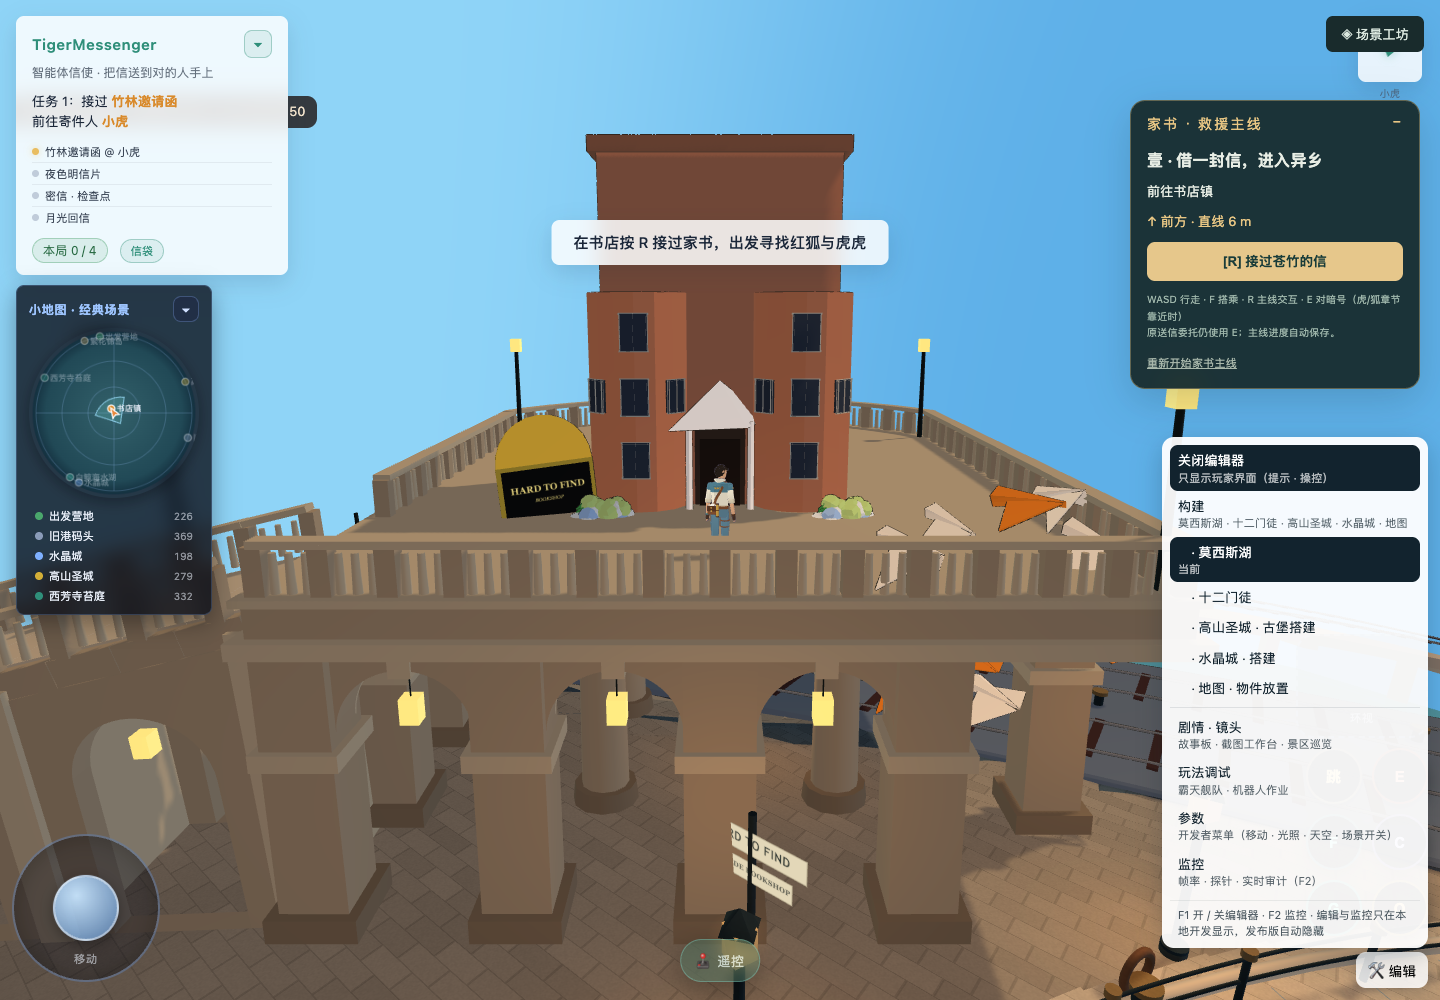 TigerMessenger
智能体信使 · 把信送到对的人手上
任务 1：接过 竹林邀请函
前往寄件人 小虎
竹林邀请函 @ 小虎
夜色明信片
密信 · 检查点
月光回信
本局 0 / 4
信袋
50
小地图 · 经典场景
出发营地
西芳寺苔庭
书店镇
水晶城
出发营地 226
旧港码头 369
水晶城 198
高山圣城 279
西芳寺苔庭 332
移动
在书店按 R 接过家书，出发寻找红狐与虎虎
HARD TO FIND
BOOKSHOP
TO FIND
OOKSHOP
遥控
◈ 场景工坊
小虎
家书 · 救援主线
壹 · 借一封信，进入异乡
前往书店镇
↑ 前方 · 直线 6 m
[R] 接过苍竹的信
WASD 行走 · F 搭乘 · R 主线交互 · E 对暗号（虎/狐章节
靠近时）
原送信委托仍使用 E；主线进度自动保存。
重新开始家书主线
关闭编辑器
只显示玩家界面（提示 · 操控）
构建
莫西斯湖 · 十二门徒 · 高山圣城 · 水晶城 · 地图
· 莫西斯湖
当前
· 十二门徒
· 高山圣城 · 古堡搭建
· 水晶城 · 搭建
· 地图 · 物件放置
剧情 · 镜头
故事板 · 截图工作台 · 景区巡览
玩法调试
霸天舰队 · 机器人作业
跳
E
参数
开发者菜单（移动 · 光照 · 天空 · 场景开关）
C
监控
帧率 · 探针 · 实时审计（F2）
F1 开 / 关编辑器 · F2 监控 · 编辑与监控只在本
地开发显示，发布版自动隐藏
编辑